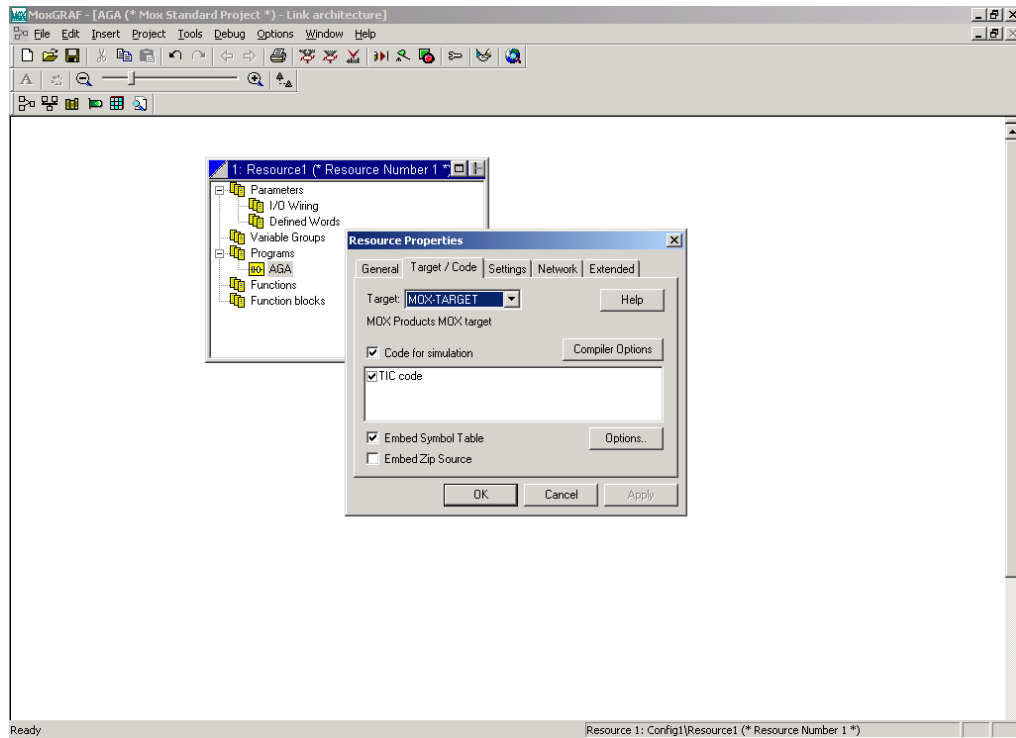 MoxGRAF - [AGA (* Mox Standard Project *) - Link architecture]
File Edit Insert Project Tools Debug Options Window Help
1: Resource1 (* Resource Number 1 *)
Parameters
I/O Wiring
Defined Words
Variable Groups
Programs
AGA
Functions
Function blocks
Resource Properties
General Target / Code Settings Network Extended
Target: MOX-TARGET Help
MOX Products MOX target
Code for simulation Compiler Options
TIC code
Embed Symbol Table Options..
Embed Zip Source
OK Cancel Apply
Ready Resource 1: Config1\Resource1 (* Resource Number 1 *)